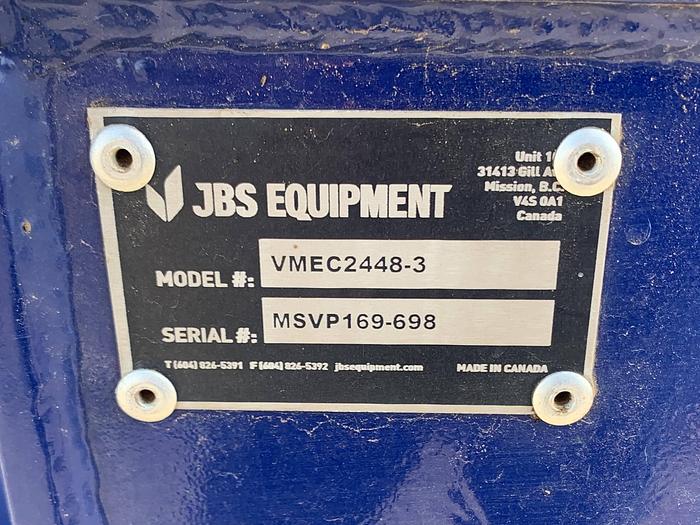 Unit
31413 Gill
Mission, B.C.
V4S 0A1
Canada
JBS EQUIPMENT
MODEL #: VMEC2448-3
SERIAL #: MSVP169-698
T (604) 826-5391 F (604) 826-5392 jbsequipment.com MADE IN CANADA